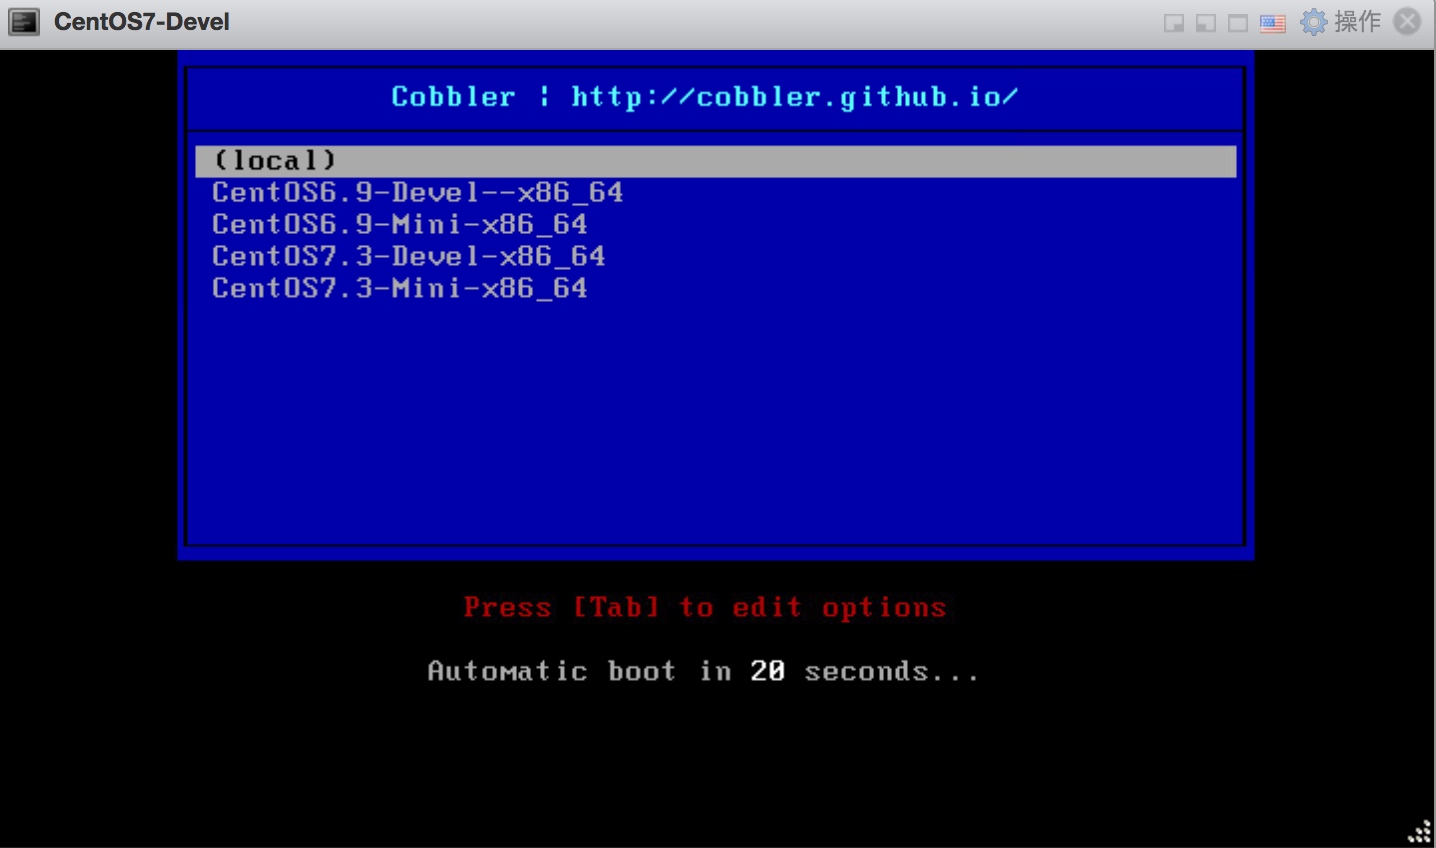 CentOS7-Devel
操作
Cobbler ¦ http://cobbler.github.io/
(local)
CentOS6.9-Devel--x86_64
CentOS6.9-Mini-x86_64
CentOS7.3-Devel-x86_64
CentOS7.3-Mini-x86_64
Press [Tab] to edit options
Automatic boot in 20 seconds...